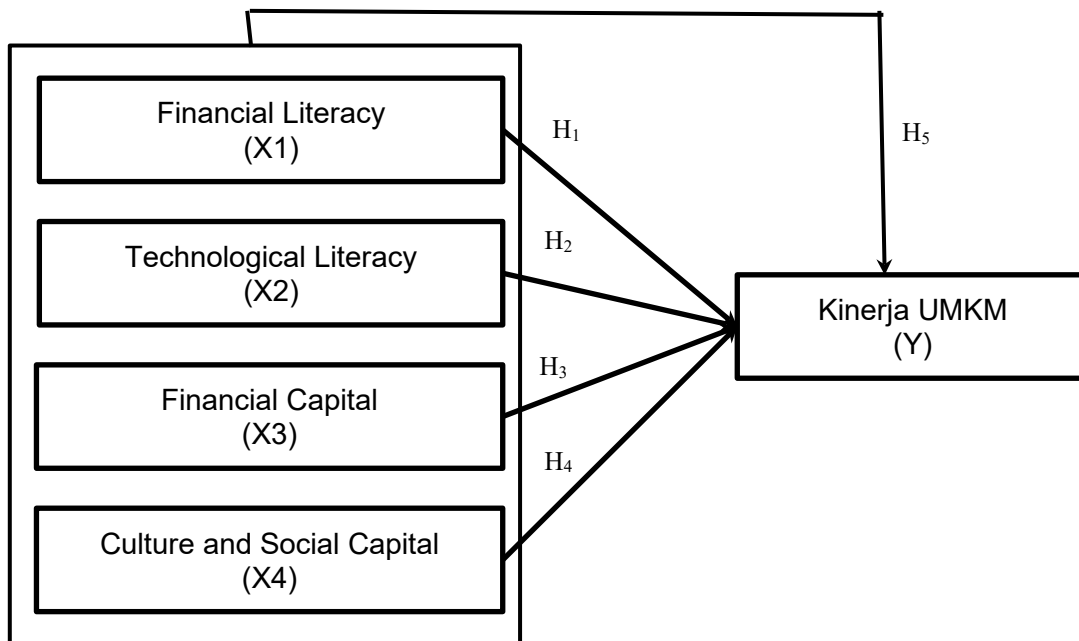 Financial Literacy
(X1)
H₁
H₅
Technological Literacy
(X2)
H₂
Kinerja UMKM
(Y)
Financial Capital
(X3)
H₃
Culture and Social Capital
(X4)
H₄